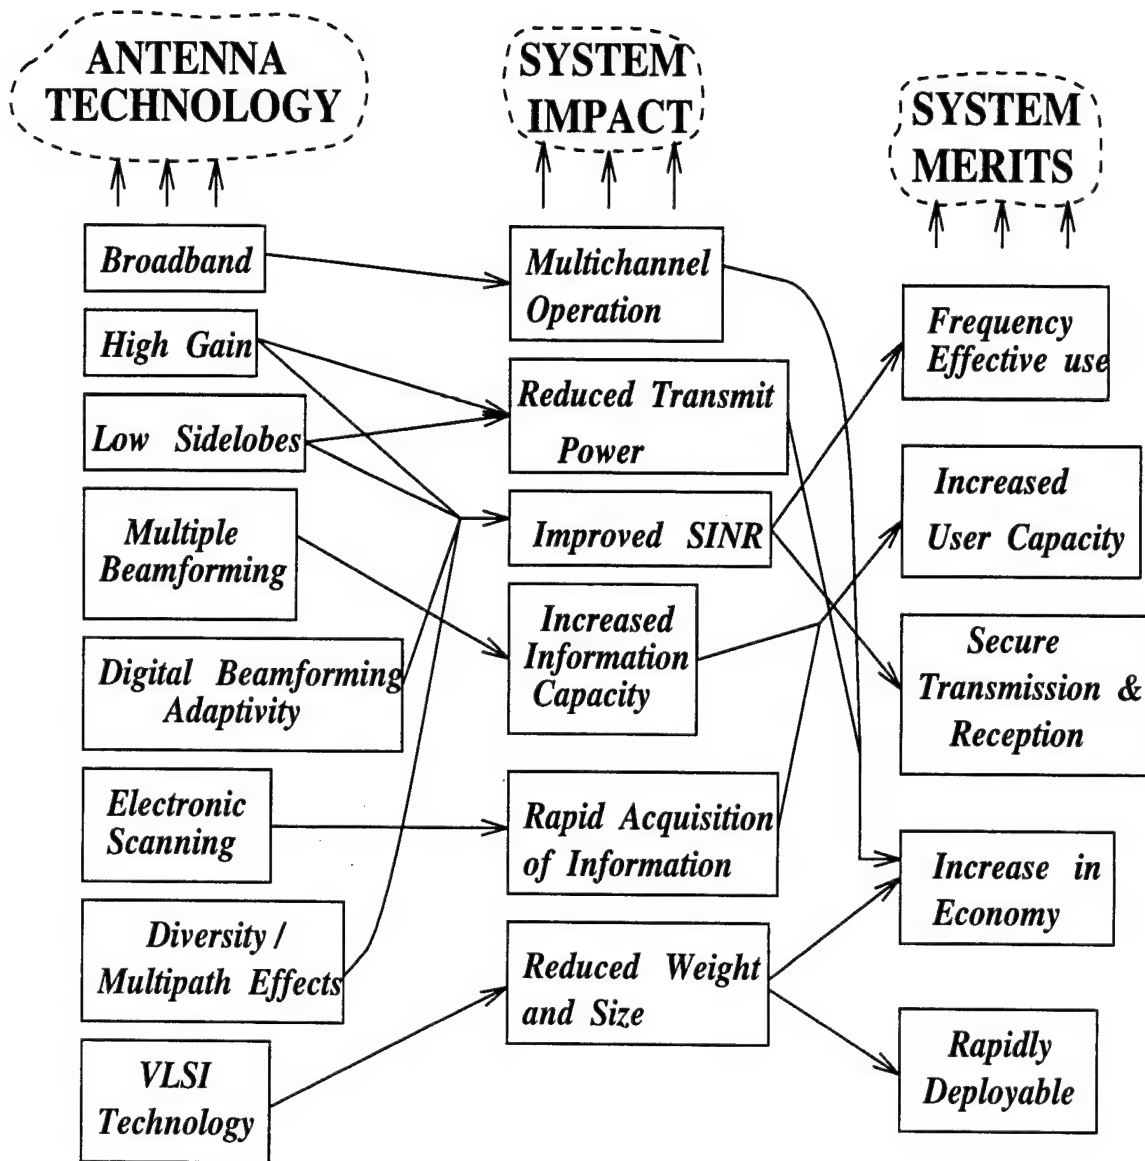 ANTENNA
TECHNOLOGY
Broadband
High Gain
Low Sidelobes
Multiple
Beamforming
Digital Beamforming
Adaptivity
Electronic
Scanning
Diversity /
Multipath Effects
VLSI
Technology
SYSTEM
IMPACT
Multichannel
Operation
Reduced Transmit
Power
Improved SINR
Increased
Information
Capacity
Rapid Acquisition
of Information
Reduced Weight
and Size
SYSTEM
MERITS
Frequency
Effective use
Increased
User Capacity
Secure
Transmission &
Reception
Increase in
Economy
Rapidly
Deployable